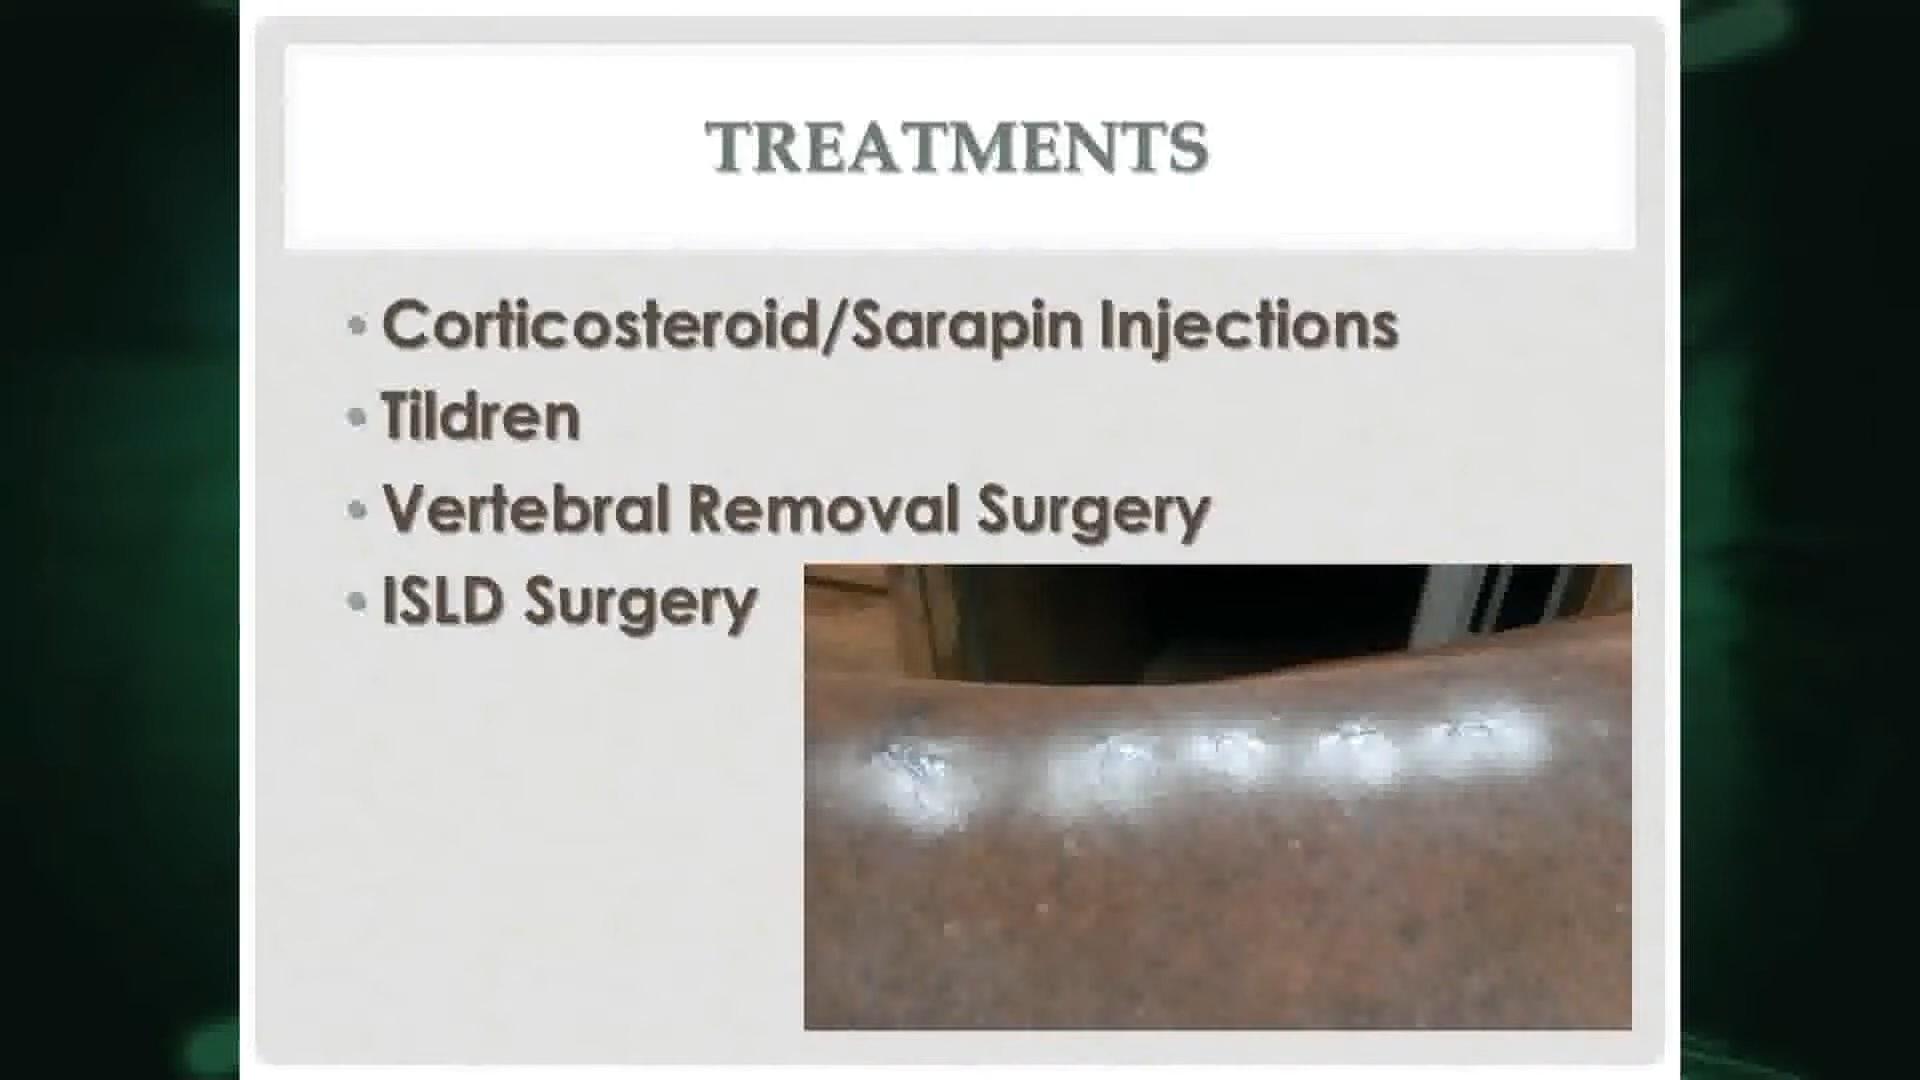 TREATMENTS
• Corticosteroid/Sarapin Injections
• Tildren
• Vertebral Removal Surgery
• ISLD Surgery